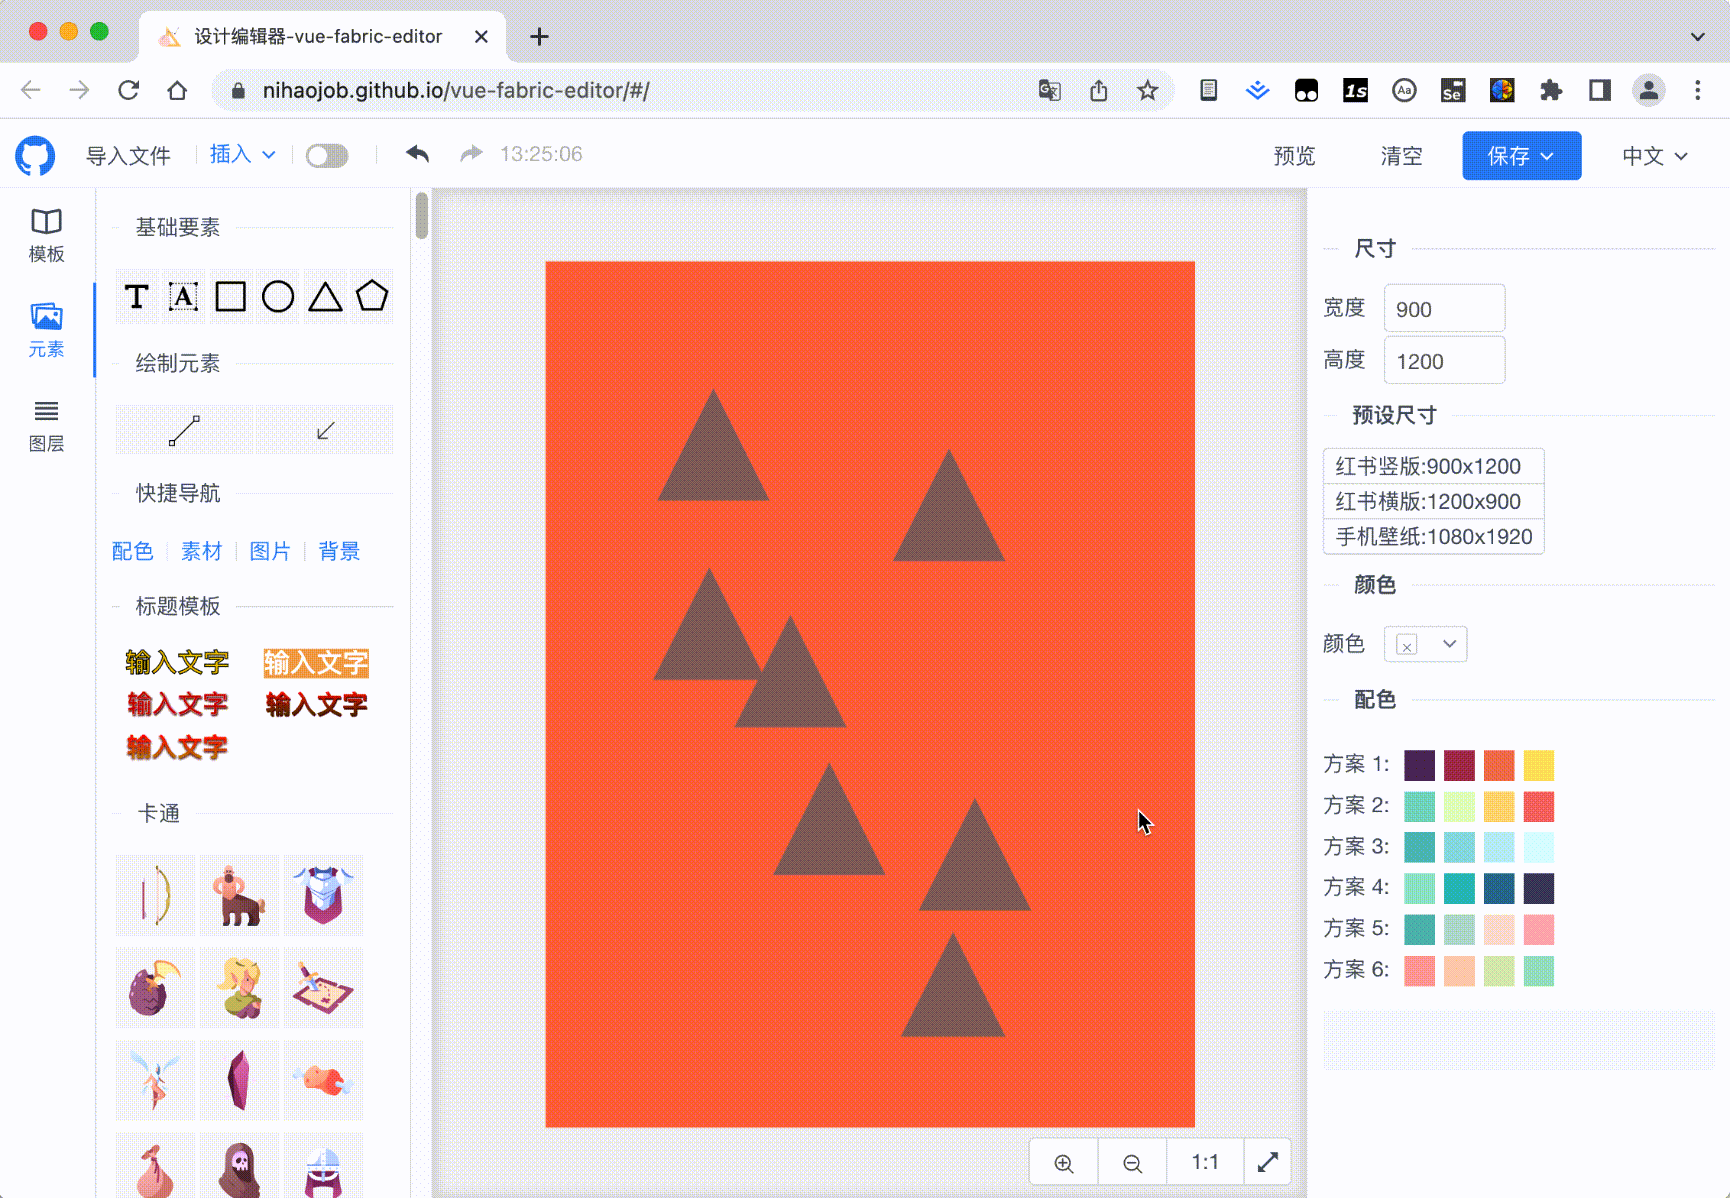 设计编辑器-vue-fabric-editor
nihaojob.github.io/vue-fabric-editor/#/
1s
Aa
Se
导入文件 插入 13:25:06 预览 清空 保存 中文
模板
元素
图层
基础要素
T A
绘制元素
快捷导航
配色 素材 图片 背景
标题模板
输入文字 输入文字
输入文字 输入文字
输入文字
卡通
1:1
尺寸
宽度 900
高度 1200
预设尺寸
红书竖版:900x1200
红书横版:1200x900
手机壁纸:1080x1920
颜色
颜色
配色
方案 1:
方案 2:
方案 3:
方案 4:
方案 5:
方案 6: